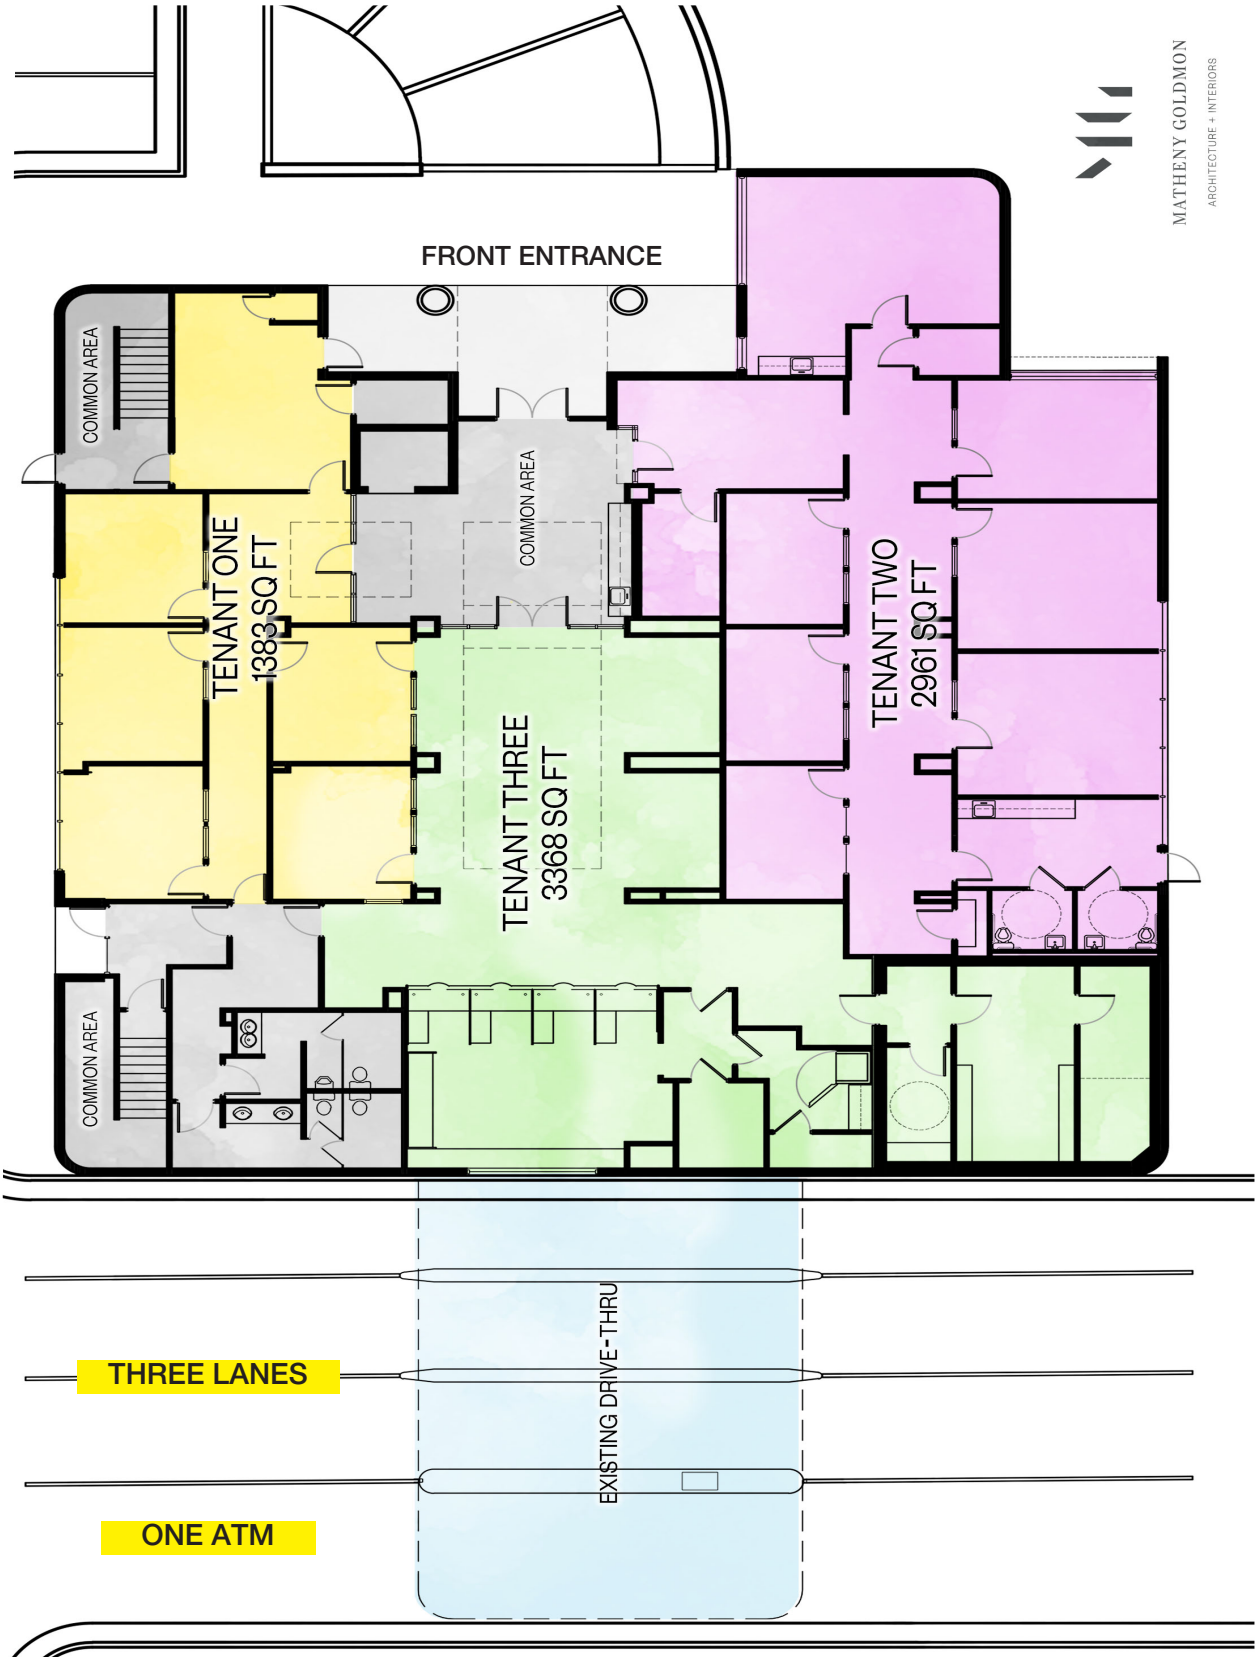 MATHENY GOLDMON
ARCHITECTURE + INTERIORS
FRONT ENTRANCE
COMMON AREA
COMMON AREA
TENANT ONE
1383 SQ FT
TENANT TWO
2961 SQ FT
TENANT THREE
3368 SQ FT
COMMON AREA
EXISTING DRIVE-THRU
THREE LANES
ONE ATM